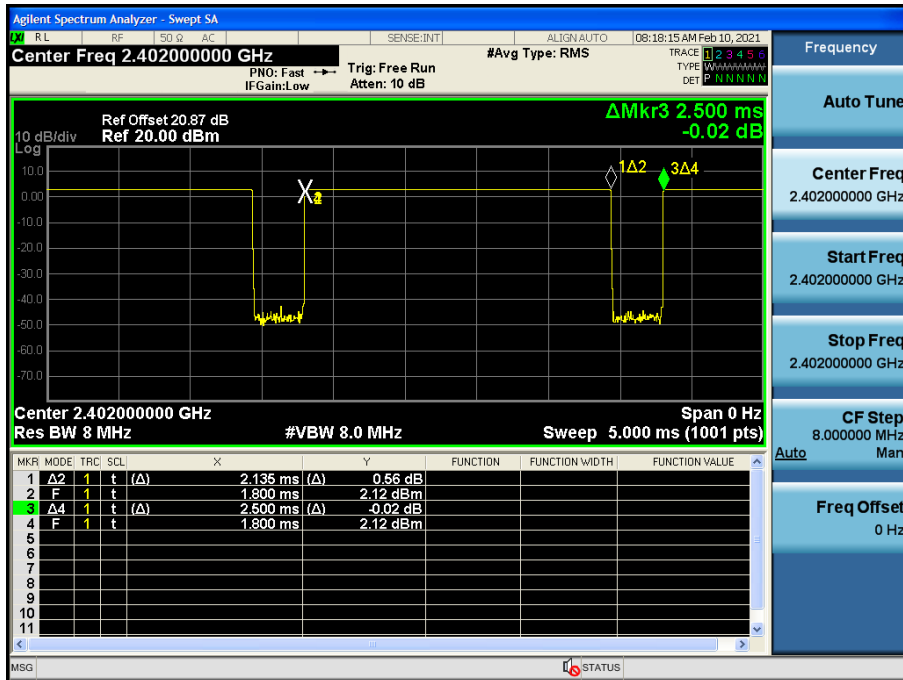 Agilent Spectrum Analyzer - Swept SA
LXI RL RF 50 Ω AC SENSE:INT ALIGN AUTO 08:18:15 AM Feb 10, 2021
Center Freq 2.402000000 GHz #Avg Type: RMS TRACE 1 2 3 4 5 6
PNO: Fast Trig: Free Run TYPE WWWWWW
IFGain:Low Atten: 10 dB DET P N N N N N
ΔMkr3 2.500 ms
-0.02 dB
Ref Offset 20.87 dB
10 dB/div Ref 20.00 dBm
Log
10.0
0.00
-10.0
-20.0
-30.0
-40.0
-50.0
-60.0
-70.0
1Δ2
3Δ4
Center 2.402000000 GHz Span 0 Hz
Res BW 8 MHz #VBW 8.0 MHz Sweep 5.000 ms (1001 pts)
MKR MODE TRC SCL X Y FUNCTION FUNCTION WIDTH FUNCTION VALUE
1 Δ2 1 t (Δ) 2.135 ms (Δ) 0.56 dB
2 F 1 t 1.800 ms 2.12 dBm
3 Δ4 1 t (Δ) 2.500 ms (Δ) -0.02 dB
4 F 1 t 1.800 ms 2.12 dBm
5
6
7
8
9
10
11
MSG STATUS
Frequency
Auto Tune
Center Freq
2.402000000 GHz
Start Freq
2.402000000 GHz
Stop Freq
2.402000000 GHz
CF Step
8.000000 MHz
Auto Man
Freq Offset
0 Hz